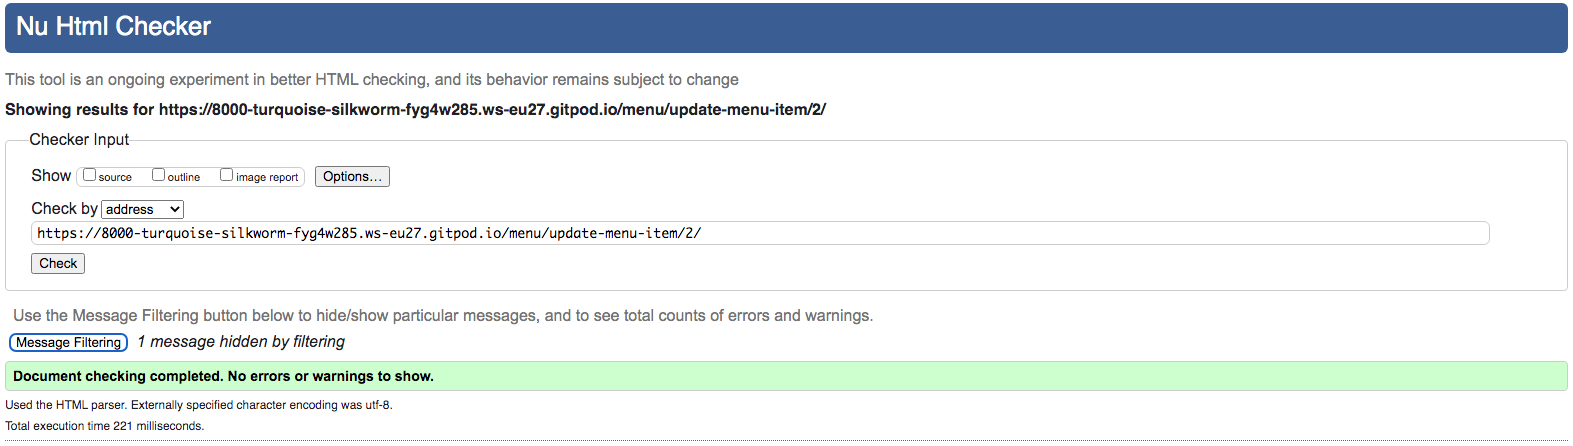 Nu Html Checker
This tool is an ongoing experiment in better HTML checking, and its behavior remains subject to change
Showing results for https://8000-turquoise-silkworm-fyg4w285.ws-eu27.gitpod.io/menu/update-menu-item/2/
Checker Input
Show source outline image report Options...
Check by address
https://8000-turquoise-silkworm-fyg4w285.ws-eu27.gitpod.io/menu/update-menu-item/2/
Check
Use the Message Filtering button below to hide/show particular messages, and to see total counts of errors and warnings.
Message Filtering 1 message hidden by filtering
Document checking completed. No errors or warnings to show.
Used the HTML parser. Externally specified character encoding was utf-8.
Total execution time 221 milliseconds.